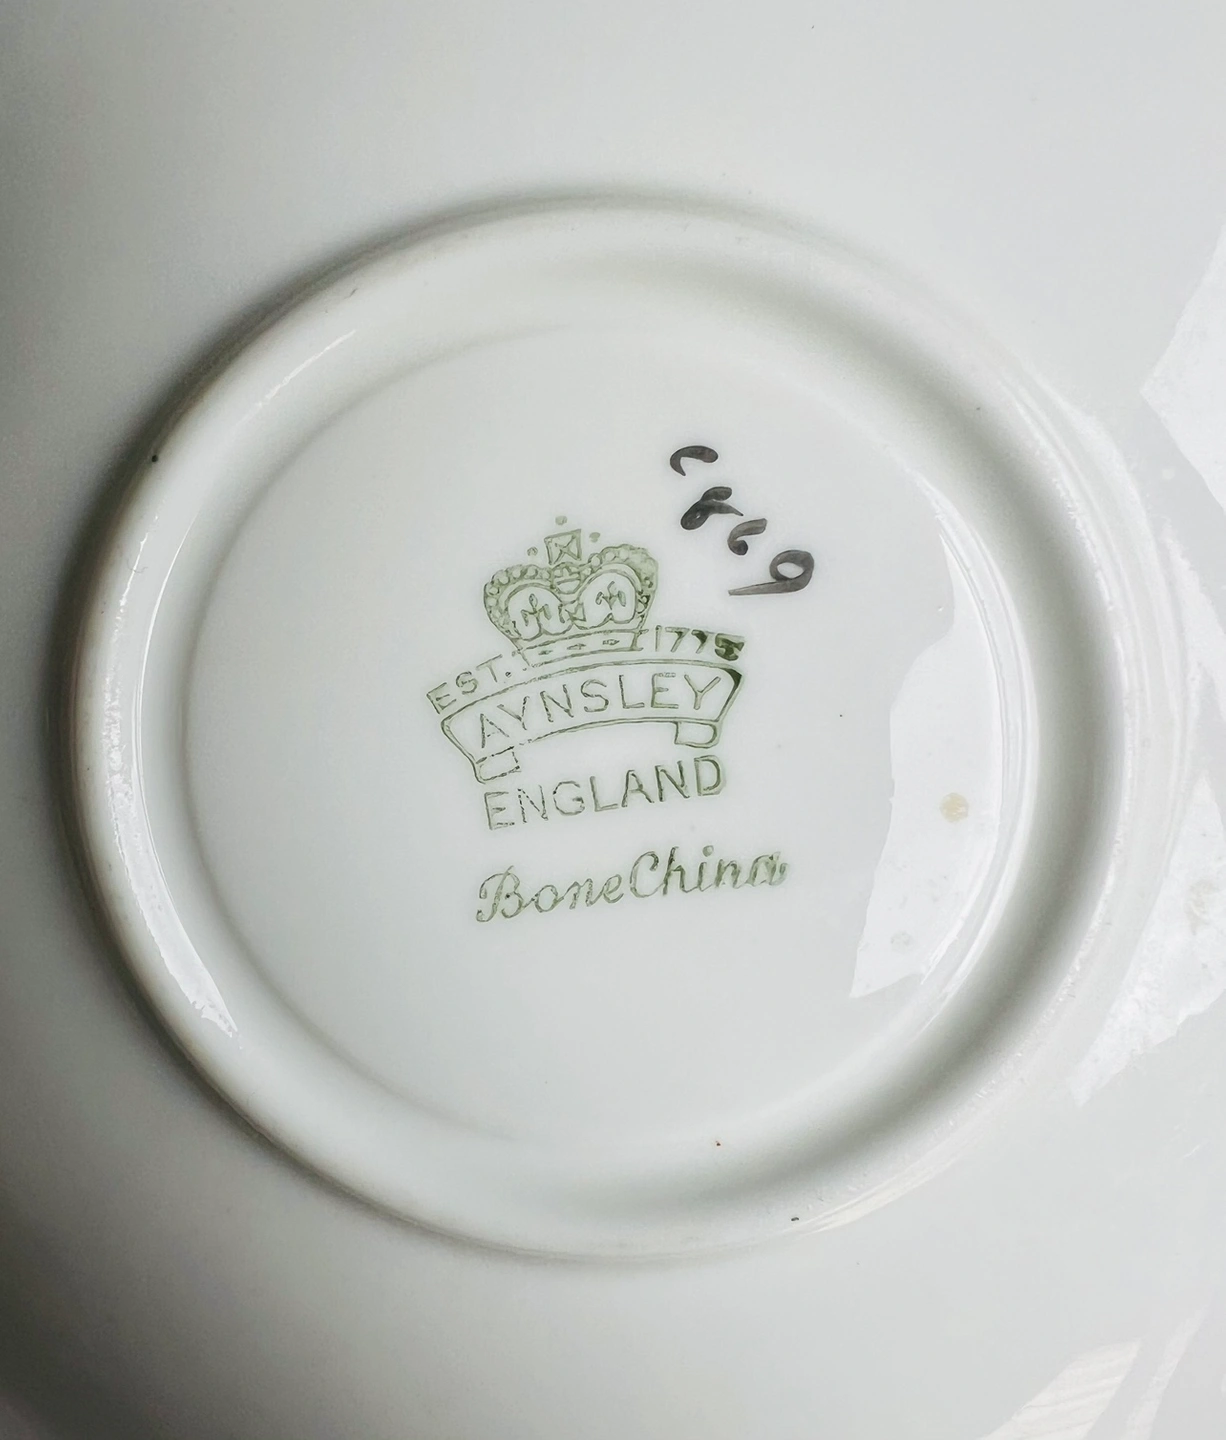 EST. 1775
AYNSLEY
ENGLAND
Bone China